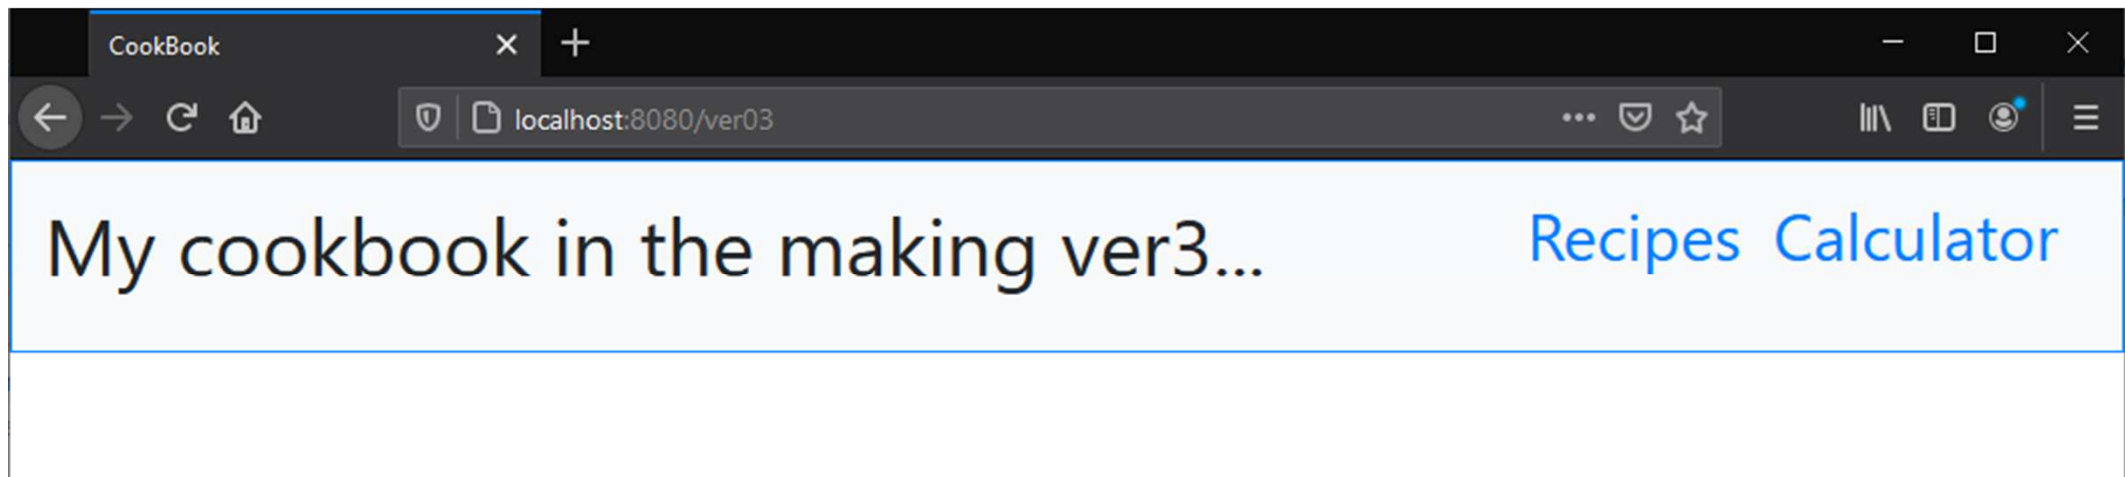 CookBook
localhost:8080/ver03
My cookbook in the making ver3...
Recipes Calculator